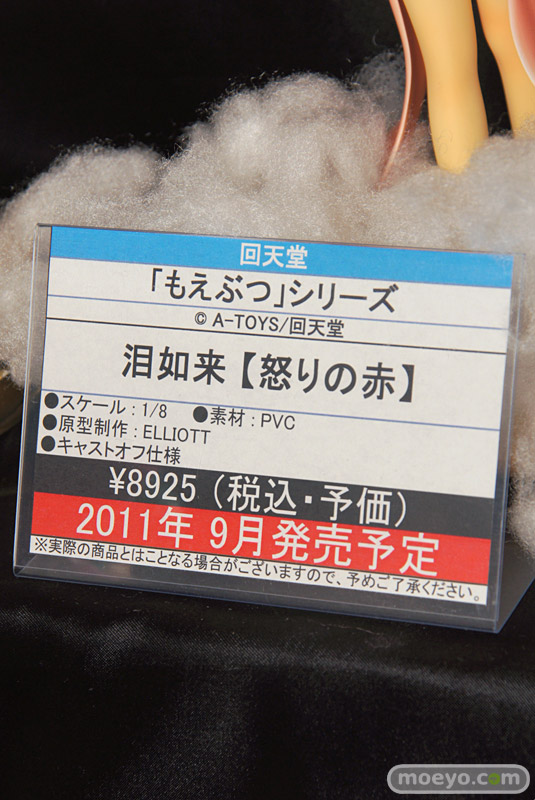 回天堂
「もえぶつ」シリーズ
© A-TOYS/回天堂
泪如来【怒りの赤】
●スケール：1/8 ●素材：PVC
●原型制作：ELLIOTT
●キャストオフ仕様
¥8925（税込・予価）
2011年 9月発売予定
※実際の商品とはことなる場合がございますので、予めご了承ください。
moeyo.com